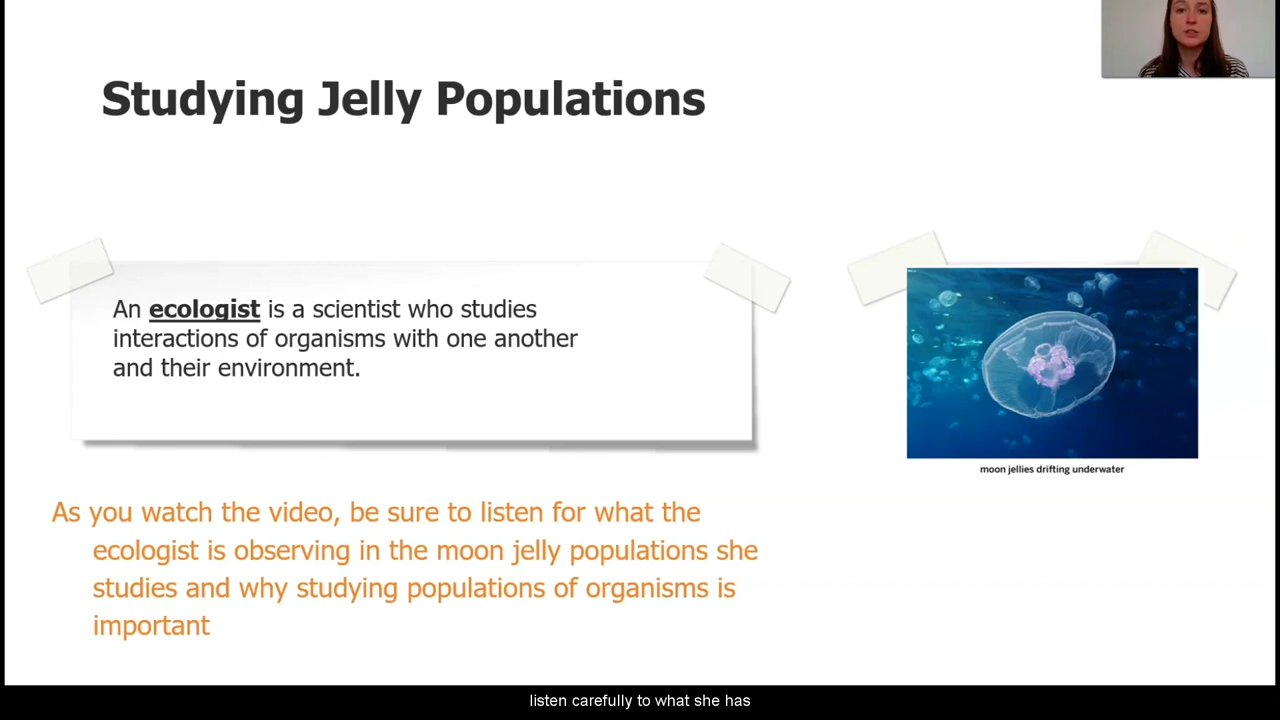 Studying Jelly Populations
An ecologist is a scientist who studies
interactions of organisms with one another
and their environment.
moon jellies drifting underwater
As you watch the video, be sure to listen for what the
ecologist is observing in the moon jelly populations she
studies and why studying populations of organisms is
important
listen carefully to what she has